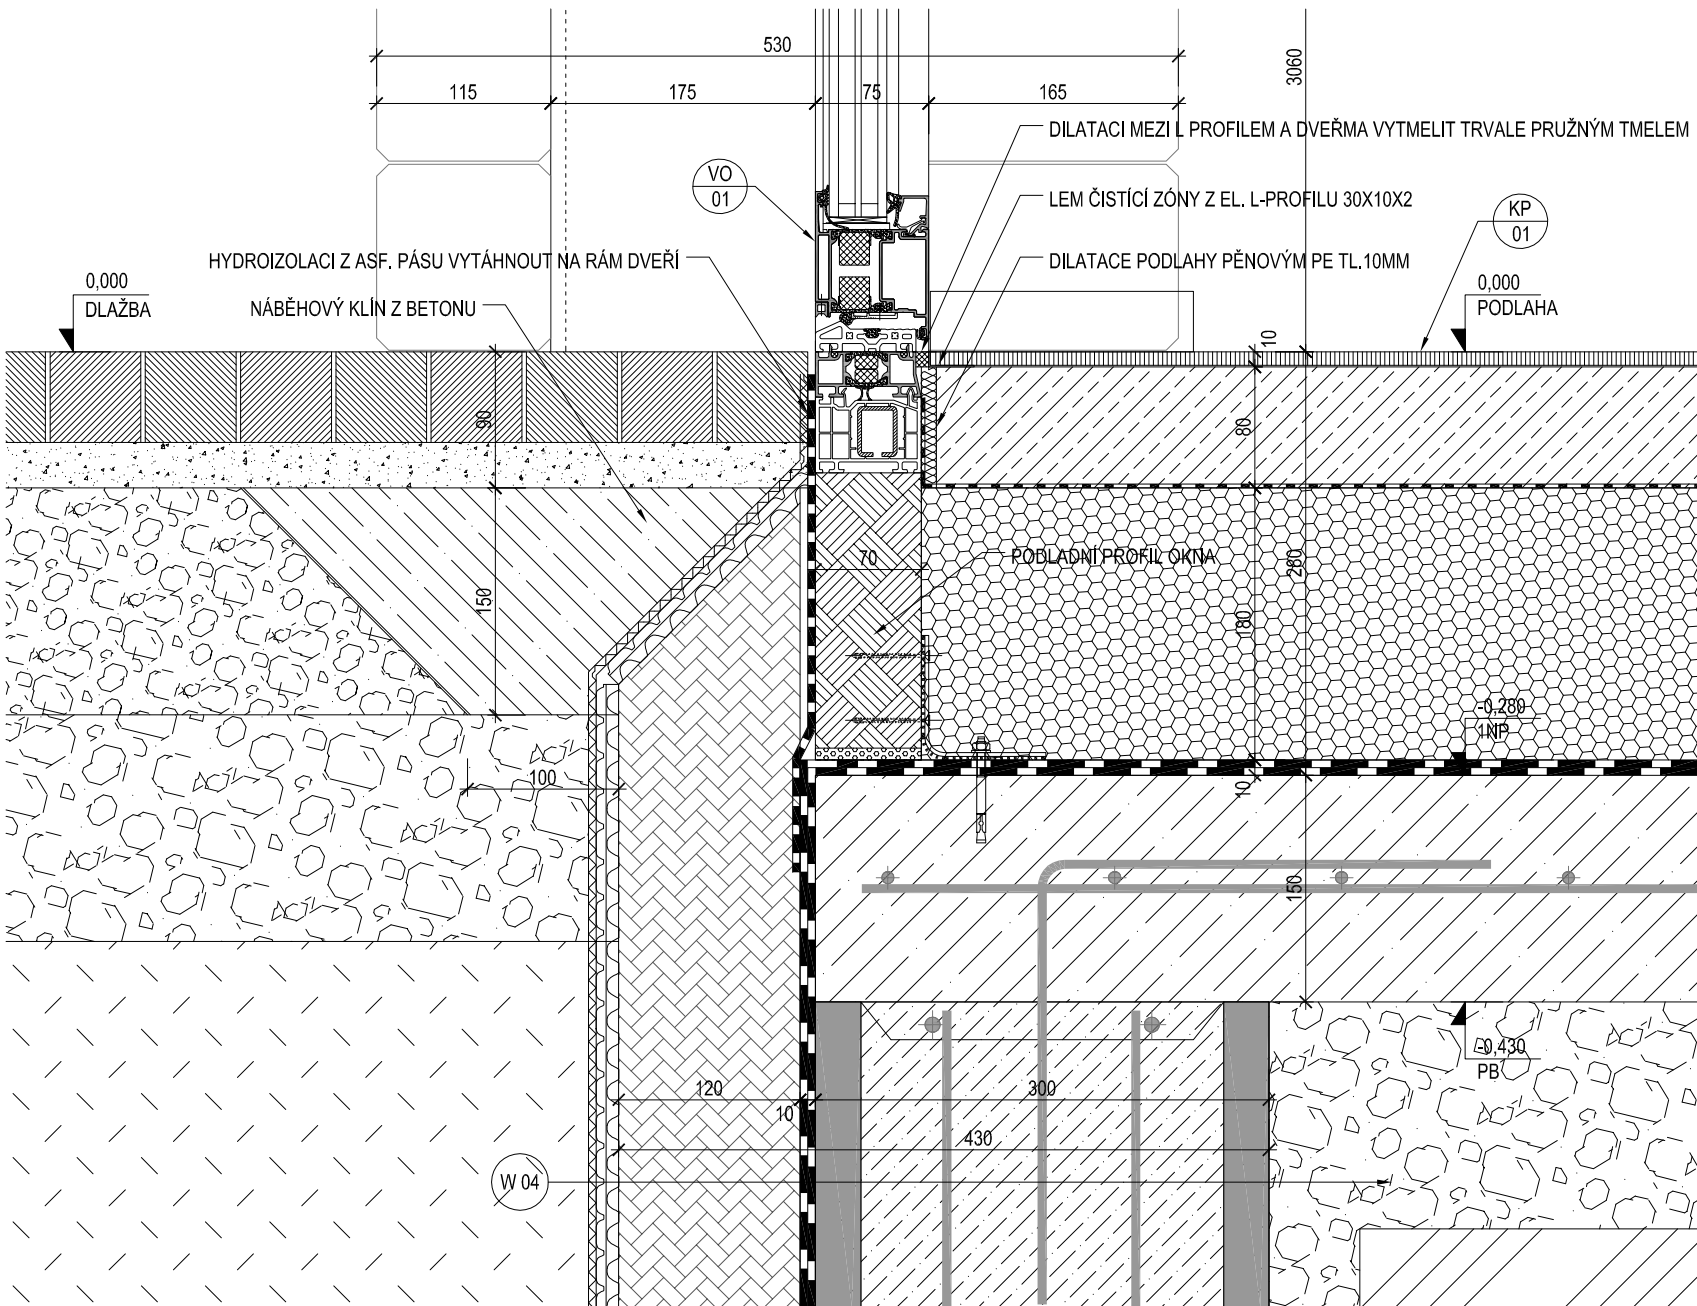 530
3060
115
175
75
165
DILATACI MEZI L PROFILEM A DVEŘMA VYTMELIT TRVALE PRUŽNÝM TMELEM
VO
01
LEM ČISTÍCÍ ZÓNY Z EL. L-PROFILU 30X10X2
KP
01
HYDROIZOLACI Z ASF. PÁSU VYTÁHNOUT NA RÁM DVEŘÍ
DILATACE PODLAHY PĚNOVÝM PE TL.10MM
0,000
DLAŽBA
NÁBĚHOVÝ KLÍN Z BETONU
0,000
PODLAHA
10
90
80
70
PODLADNÍ PROFIL OKNA
280
150
180
-0,280
1NP
100
10
150
-0,430
PB
120
10
300
430
W 04